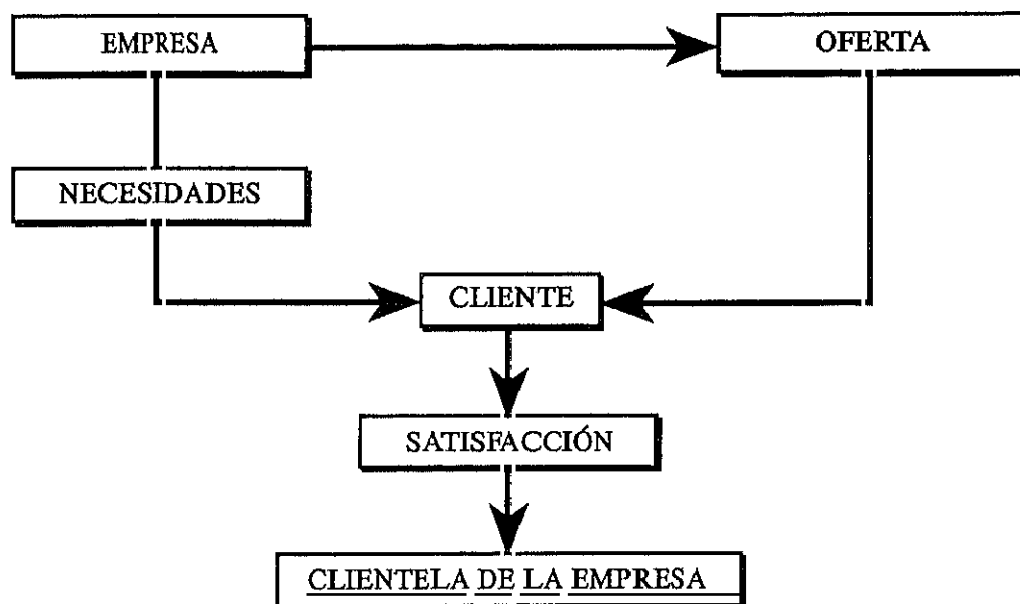 EMPRESA
OFERTA
NECESIDADES
CLIENTE
SATISFACCIÓN
CLIENTELA DE LA EMPRESA